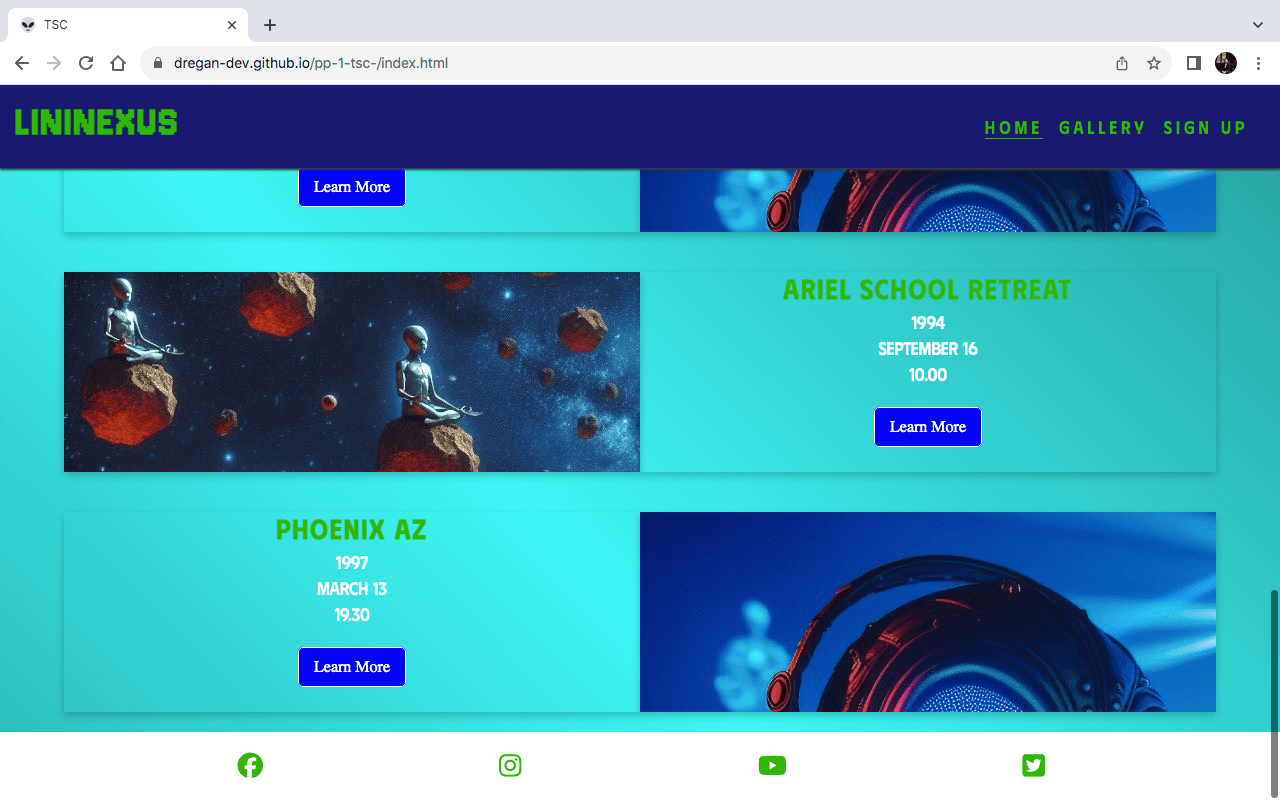 TSC
dregan-dev.github.io/pp-1-tsc-/index.html
LININEXUS
HOME GALLERY SIGN UP
Learn More
ARIEL SCHOOL RETREAT
1994
SEPTEMBER 16
10.00
Learn More
PHOENIX AZ
1997
MARCH 13
19.30
Learn More